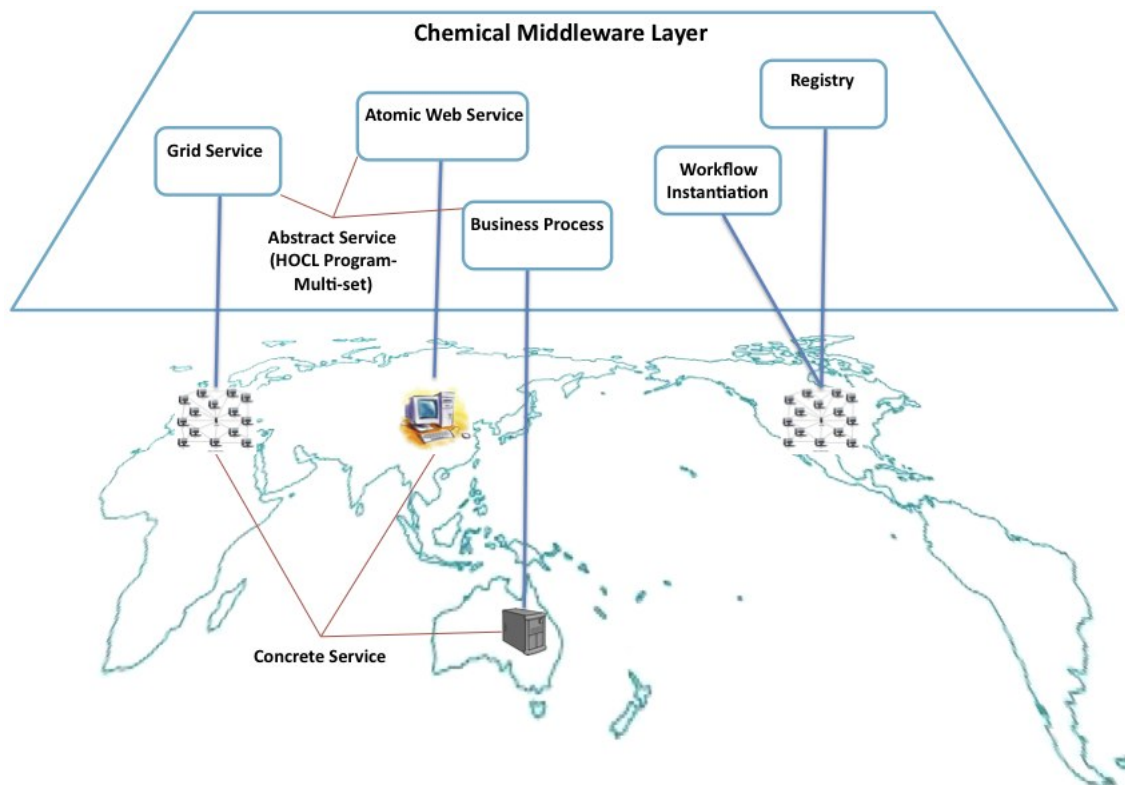 Chemical Middleware Layer
Registry
Atomic Web Service
Grid Service
Workflow
Instantiation
Business Process
Abstract Service
(HOCL Program-
Multi-set)
Concrete Service